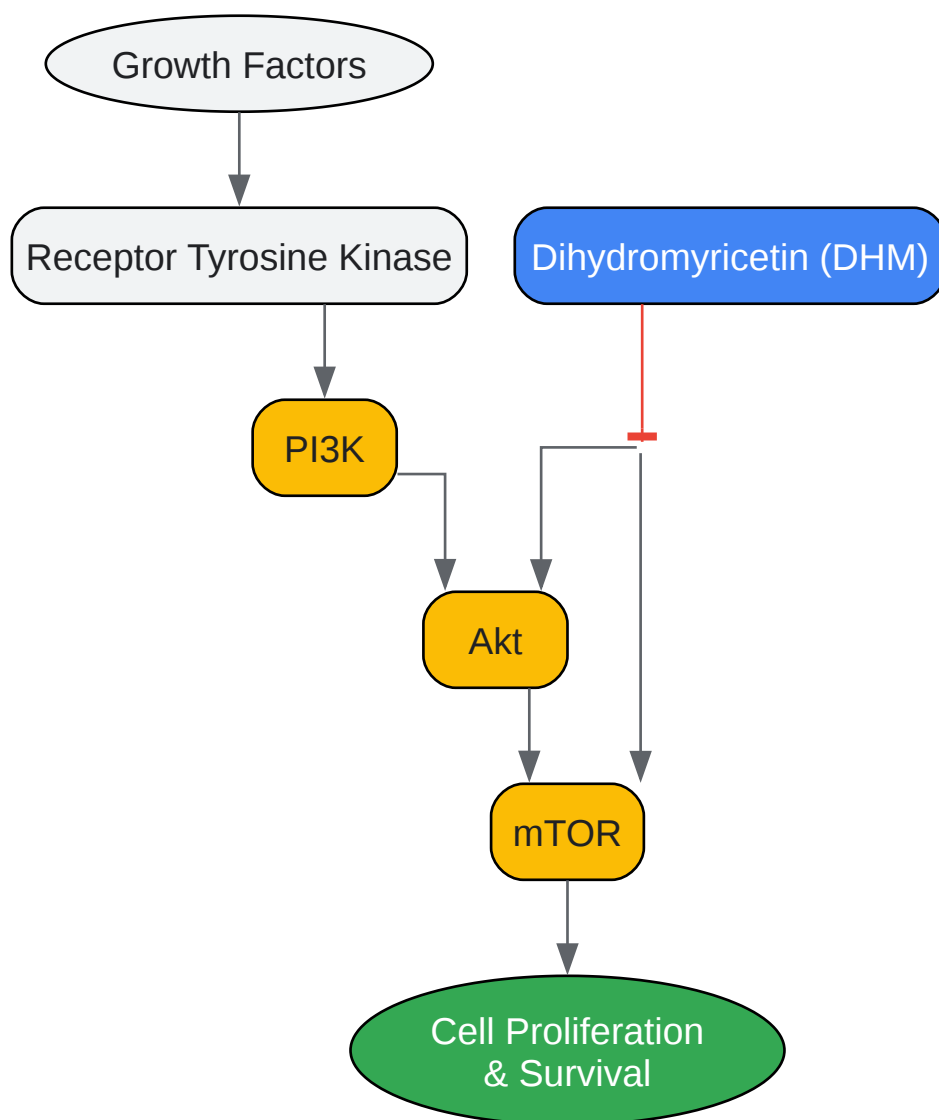 Growth Factors
Receptor Tyrosine Kinase
Dihydromyricetin (DHM)
PI3K
Akt
mTOR
Cell Proliferation
& Survival